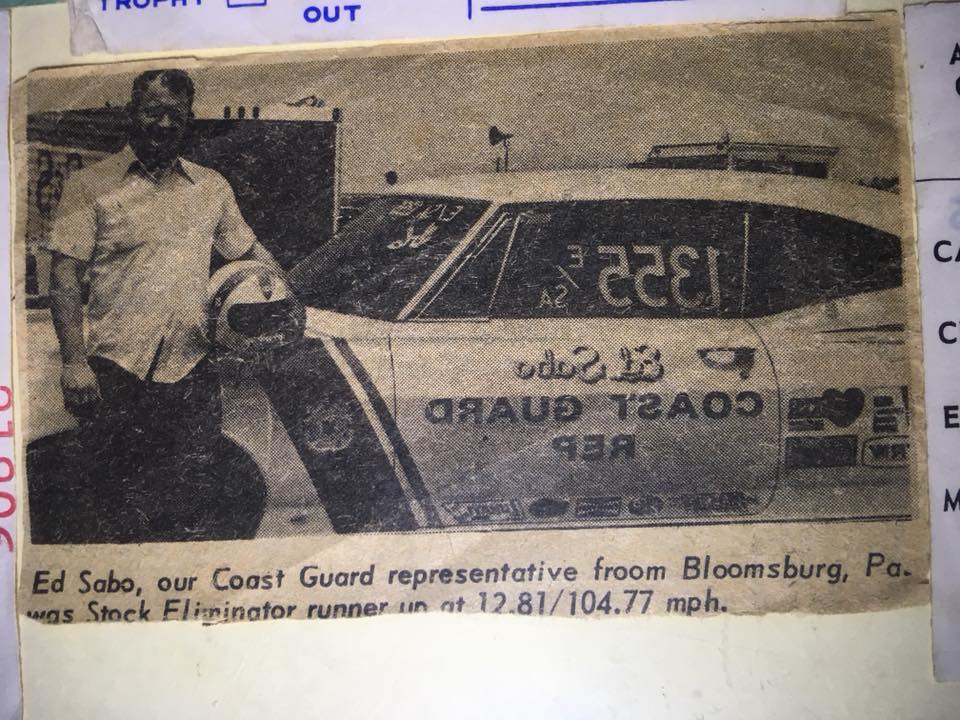 TROPHY
OUT
1355
E
SA
Ed Sabo
COAST GUARD
REP
Ed Sabo, our Coast Guard representative froom Bloomsburg, Pa.
was Stock Eliminator runner up at 12.81/104.77 mph.